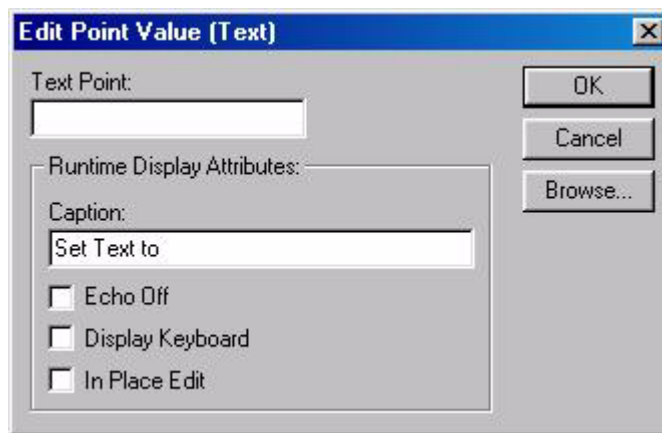 Edit Point Value (Text)
Text Point:
OK
Cancel
Browse...
Runtime Display Attributes:
Caption:
Set Text to
Echo Off
Display Keyboard
In Place Edit